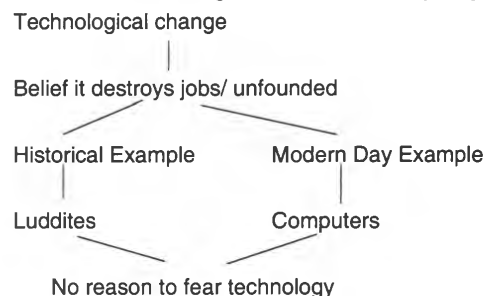 Technological change
Belief it destroys jobs/ unfounded
Historical Example Modern Day Example
Luddites Computers
No reason to fear technology